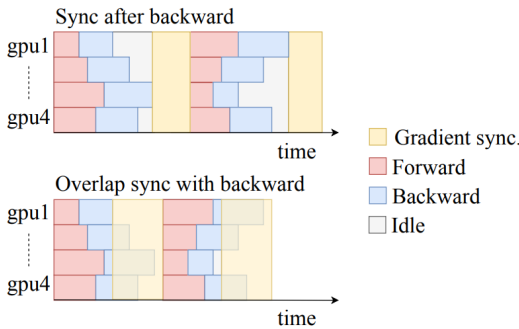 Sync after backward
gpu1
gpu4
time
Overlap sync with backward
gpu1
gpu4
time
Gradient sync.
Forward
Backward
Idle